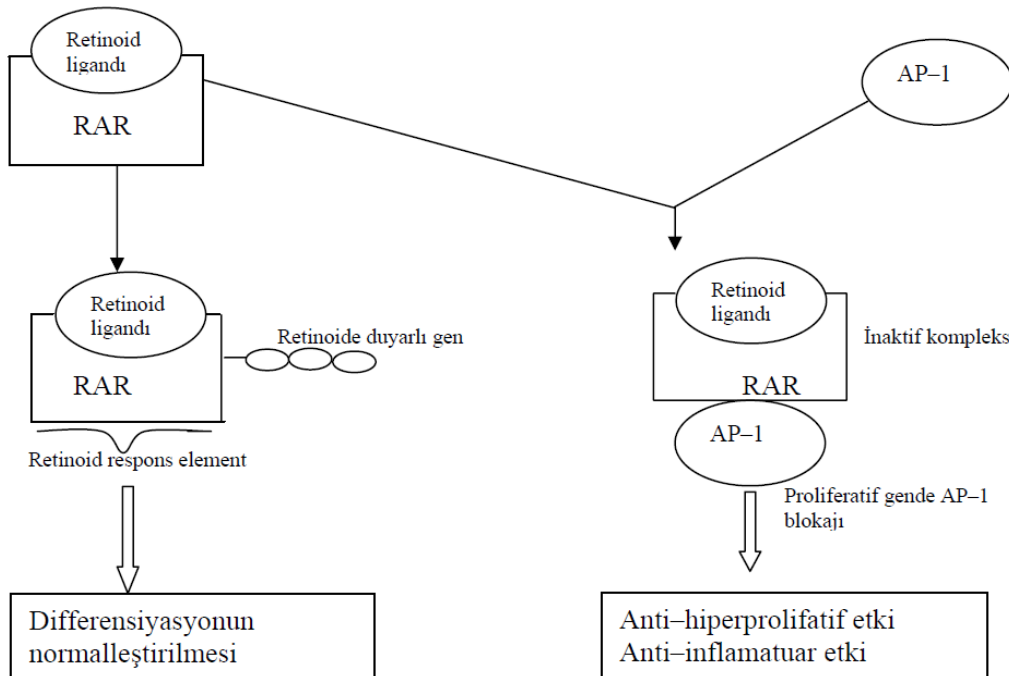 Retinoid
ligandı
RAR
AP–1
Retinoid
ligandı
RAR
Retinoide duyarlı gen
Retinoid respons element
Retinoid
ligandı
RAR
İnaktif kompleks
AP–1
Proliferatif gende AP–1
blokajı
Differensiyasyonun
normalleştirilmesi
Anti–hiperprolifatif etki
Anti–inflamatuar etki